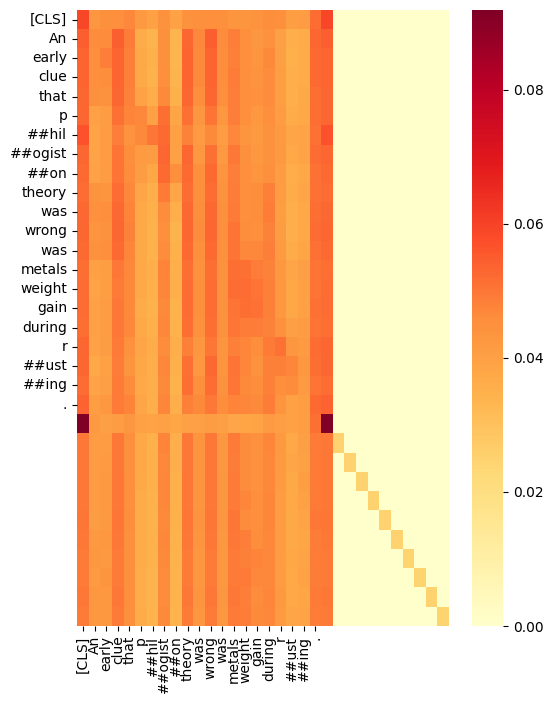 [CLS]
An
early
clue
that
p
##hil
##ogist
##on
theory
was
wrong
was
metals
weight
gain
during
r
##ust
##ing
.
0.08
0.06
0.04
0.02
0.00
[CLS]
An
early
clue
that
p
##hil
##ogist
##on
theory
was
wrong
was
metals
weight
gain
during
r
##ust
##ing
.